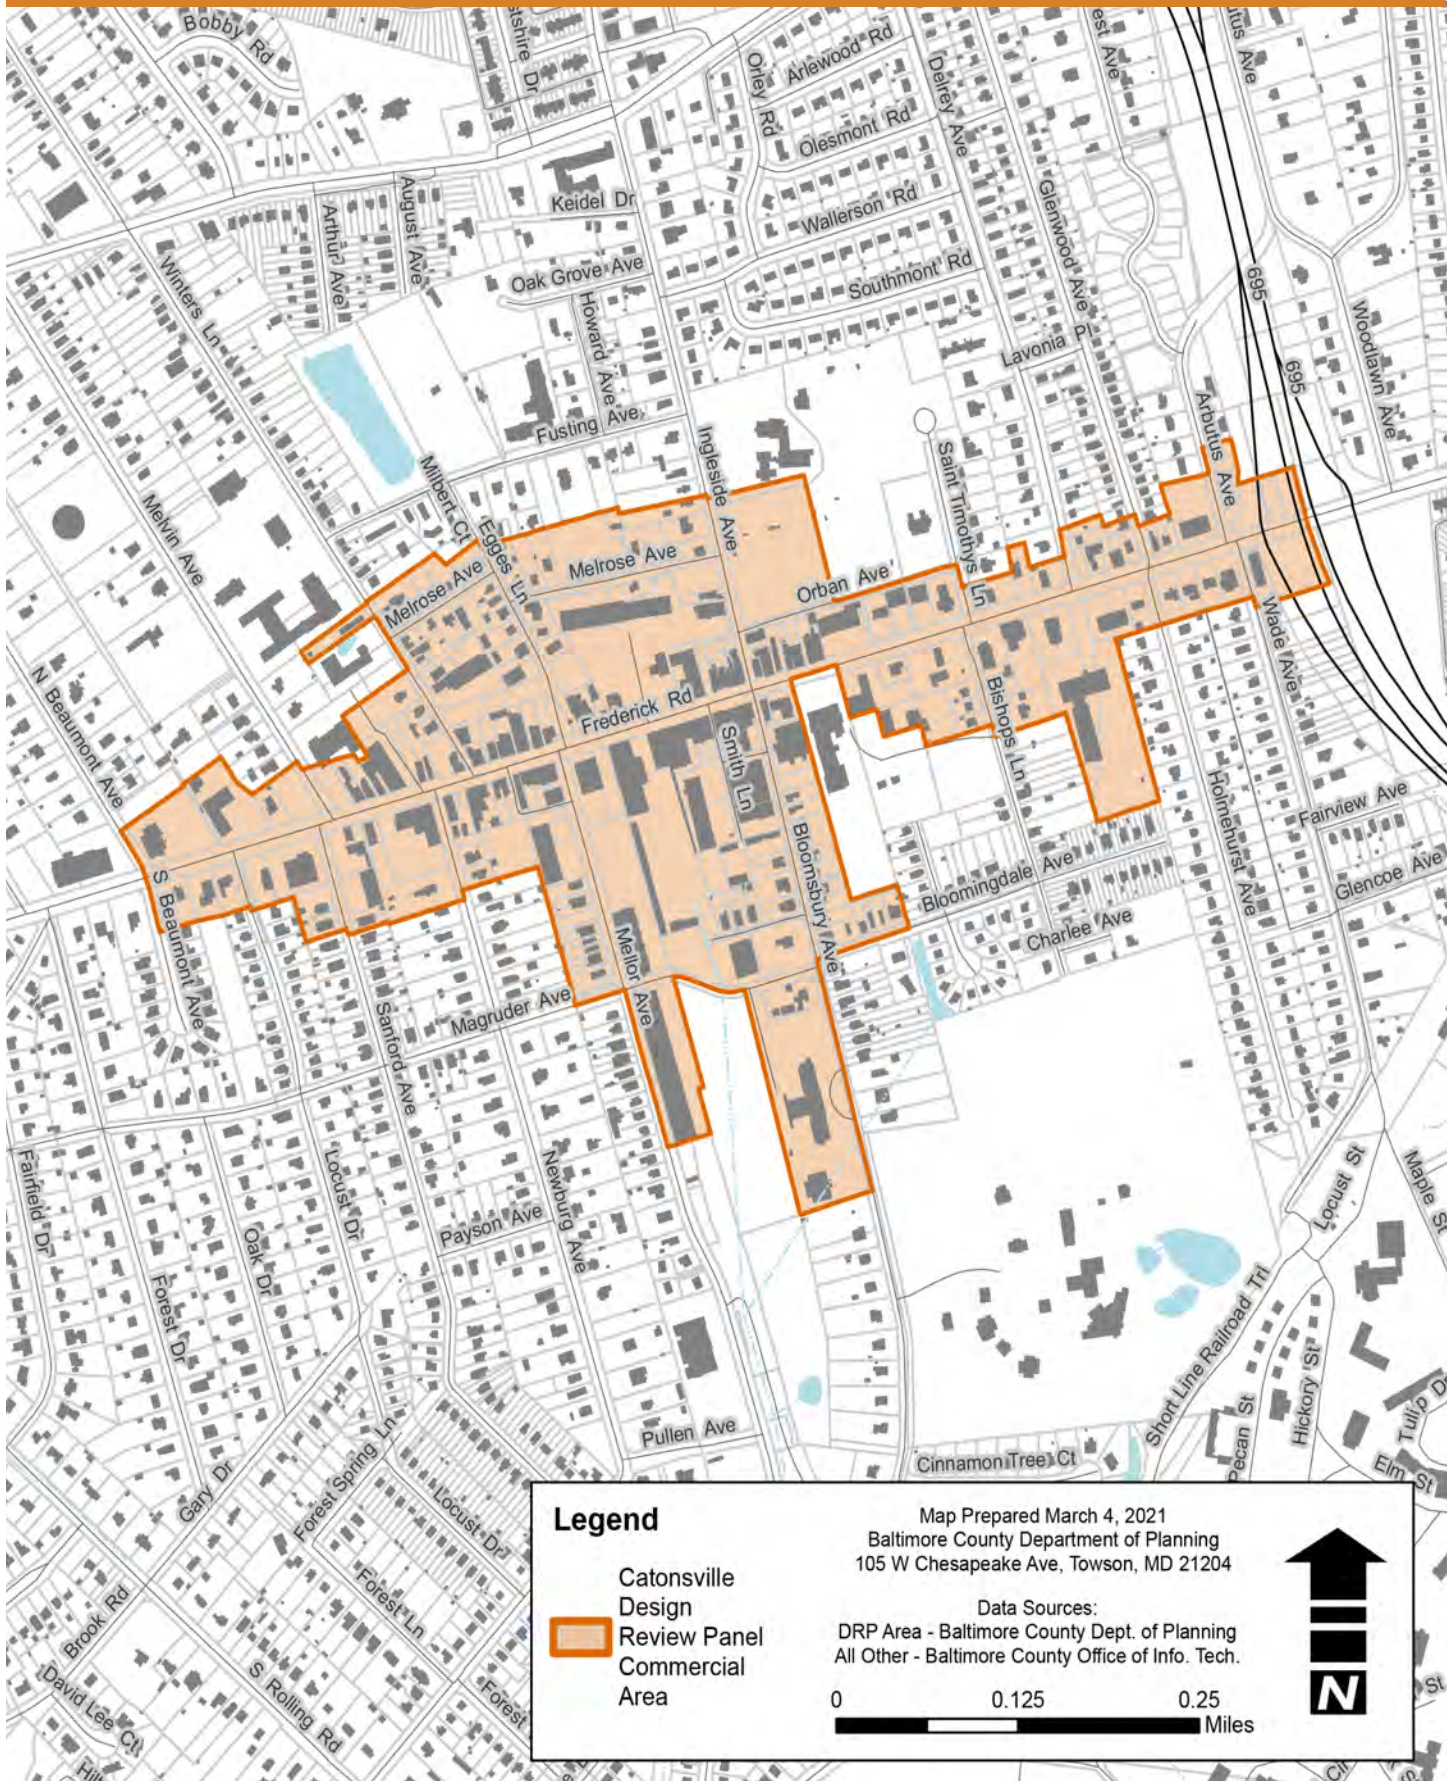 Bobby Rd
Orley Rd
Arlewood Rd
Delrey Ave
Olesmont Rd
Keidel Dr
August Ave
Arthur Ave
Wallerson Rd
Glenwood Ave
Oak Grove Ave
Southmont Rd
Winters Ln
Howard Ave
695
Woodlawn Ave
Lavonia Pl
695
Fusting Ave
Arbutus Ave
Ingleside Ave
Saint Timothys Ln
Milbert Ct
Melvin Ave
Egges Ln
Melrose Ave
Melrose Ave
Orban Ave
Wade Ave
N Beaumont Ave
Frederick Rd
Bishops Ln
Smith Ln
Holmehurst Ave
Fairview Ave
Bloomsbury Ave
Bloomingdale Ave
Glencoe Ave
S Beaumont Ave
Charlee Ave
Mellor Ave
Magruder Ave
Sanford Ave
Fairfield Dr
Locust Dr
Newburg Ave
Locust St
Maple St
Payson Ave
Oak Dr
Forest Dr
Short Line Railroad Trl
Hickory St
Pecan St
Tulip Dr
Pullen Ave
Cinnamon Tree Ct
Elm St
Gary Dr
Forest Spring Ln
Locust Dr
Forest Ln
Brook Rd
S Rolling Rd
David Lee Ct
Forest
St
Legend
Catonsville
Design
Review Panel
Commercial
Area
Map Prepared March 4, 2021
Baltimore County Department of Planning
105 W Chesapeake Ave, Towson, MD 21204
Data Sources:
DRP Area - Baltimore County Dept. of Planning
All Other - Baltimore County Office of Info. Tech.
0 0.125 0.25
Miles
N